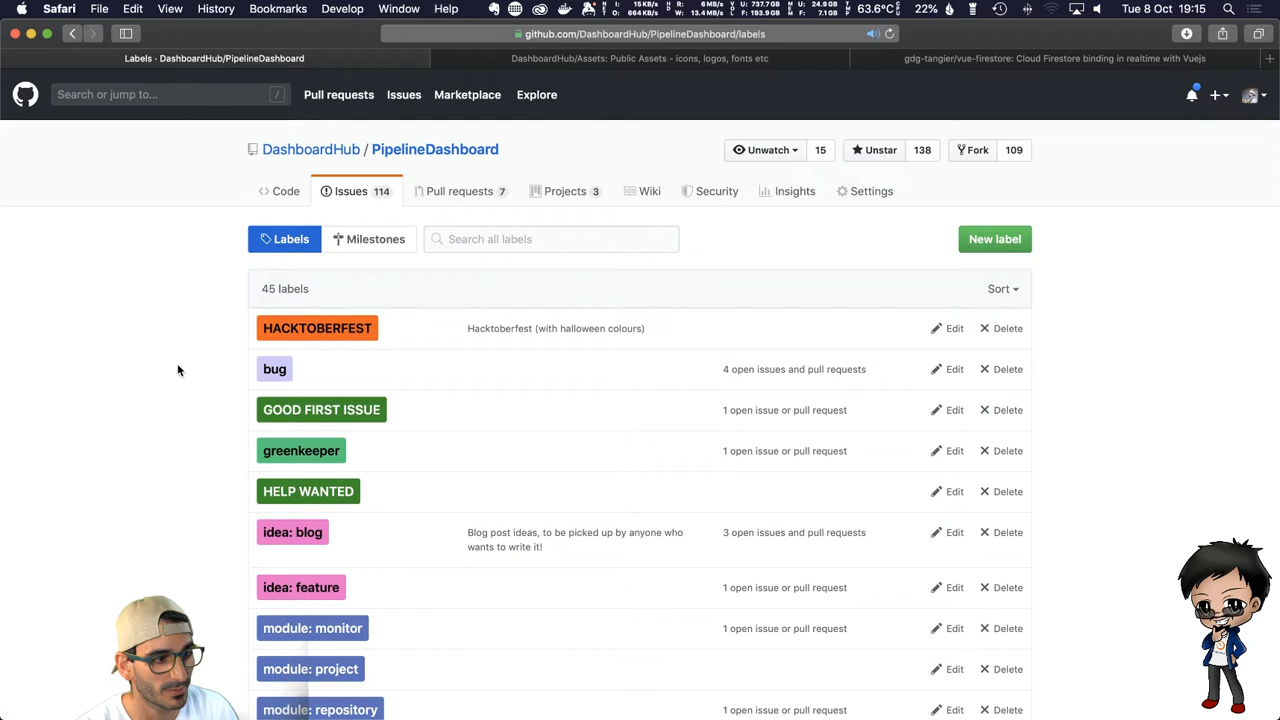 Safari File Edit View History Bookmarks Develop Window Help
63.6°C 22% Tue 8 Oct 19:15
github.com/DashboardHub/PipelineDashboard/labels
Labels · DashboardHub/PipelineDashboard
DashboardHub/Assets: Public Assets - icons, logos, fonts etc
gdg-tangier/vue-firestore: Cloud Firestore binding in realtime with Vuejs
Search or jump to... / Pull requests Issues Marketplace Explore
DashboardHub / PipelineDashboard
Unwatch 15 Unstar 138 Fork 109
Code Issues 114 Pull requests 7 Projects 3 Wiki Security Insights Settings
Labels Milestones Search all labels New label
45 labels Sort
HACKTOBERFEST Hacktoberfest (with halloween colours) Edit Delete
bug 4 open issues and pull requests Edit Delete
GOOD FIRST ISSUE 1 open issue or pull request Edit Delete
greenkeeper 1 open issue or pull request Edit Delete
HELP WANTED Edit Delete
idea: blog Blog post ideas, to be picked up by anyone who 3 open issues and pull requests Edit Delete
wants to write it!
idea: feature 1 open issue or pull request Edit Delete
module: monitor 1 open issue or pull request Edit Delete
module: project Edit Delete
module: repository 1 open issue or pull request Edit Delete